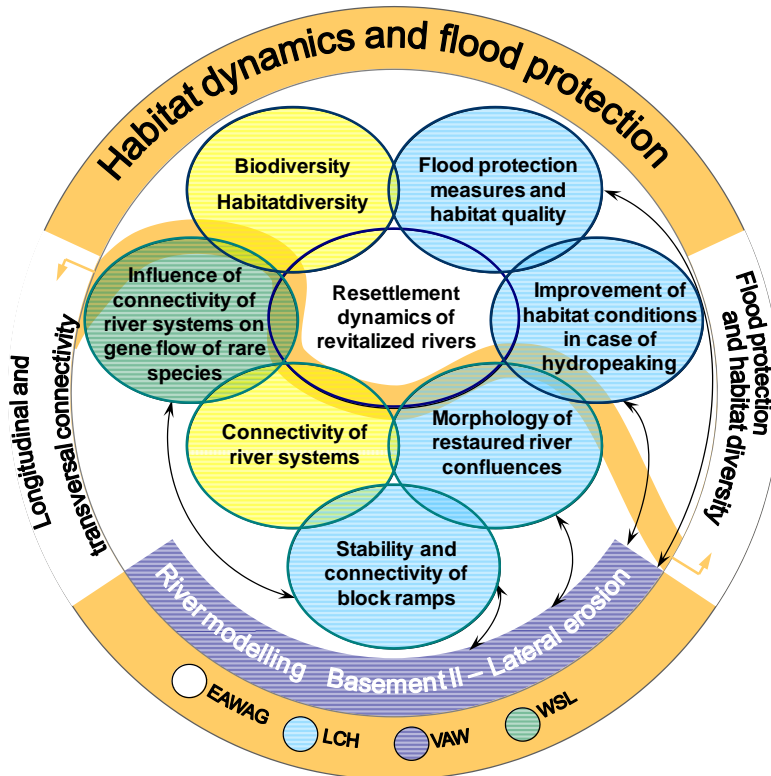 Habitat dynamics and flood protection
Biodiversity
Habitatdiversity
Flood protection
measures and
habitat quality
Influence of
connectivity of
river systems on
gene flow of rare
species
Resettlement
dynamics of
revitalized rivers
Improvement of
habitat conditions
in case of
hydropeaking
Connectivity of
river systems
Morphology of
restaured river
confluences
Stability and
connectivity of
block ramps
Longitudinal and
transversal connectivity
Flood protection
and habitat diversity
River modelling Basement II – Lateral erosion
EAWAG
LCH
VAW
WSL